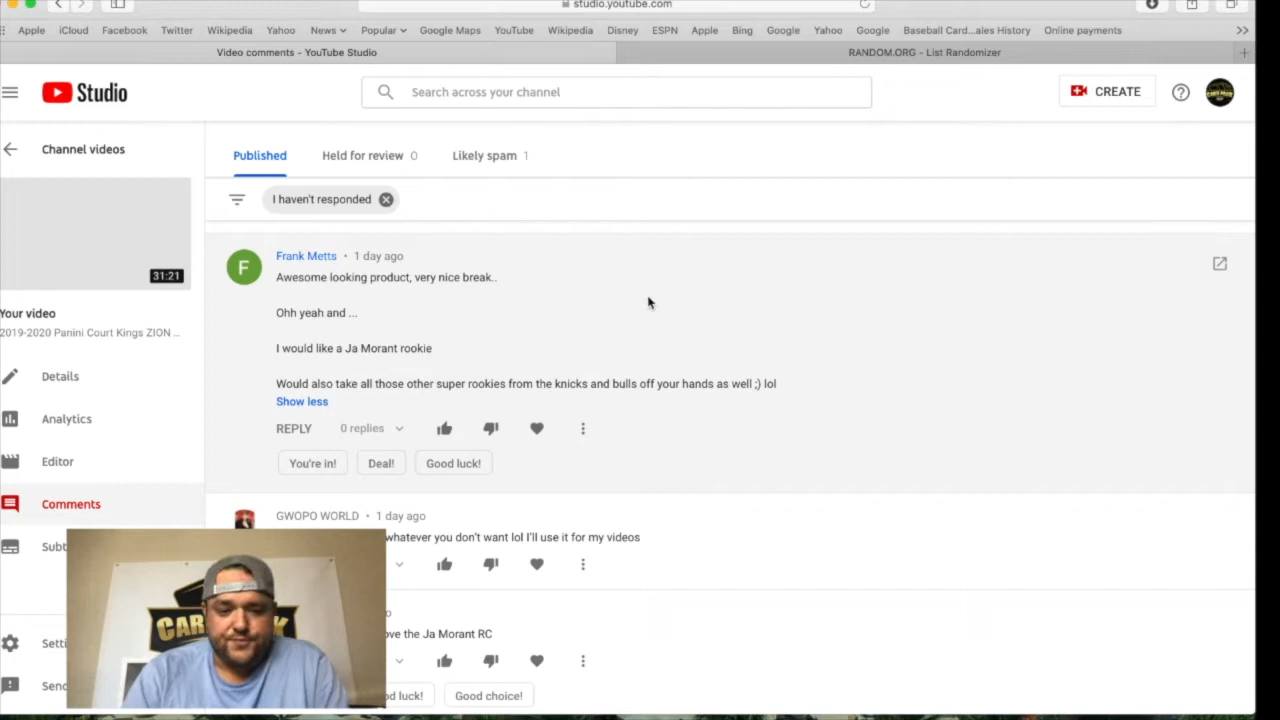 studio.youtube.com
Apple iCloud Facebook Twitter Wikipedia Yahoo News Popular Google Maps YouTube Wikipedia Disney ESPN Apple Bing Google Yahoo Google Baseball Card...ales History Online payments
Video comments - YouTube Studio RANDOM.ORG - List Randomizer
Studio Search across your channel CREATE
Channel videos
Published Held for review 0 Likely spam 1
I haven't responded
31:21
Your video
2019-2020 Panini Court Kings ZION ...
Details
Analytics
Editor
Comments
Subt
Setti
Send
Frank Metts • 1 day ago
F
Awesome looking product, very nice break..
Ohh yeah and ...
I would like a Ja Morant rookie
Would also take all those other super rookies from the knicks and bulls off your hands as well ;) lol
Show less
REPLY 0 replies
You're in! Deal! Good luck!
GWOPO WORLD • 1 day ago
whatever you don't want lol I'll use it for my videos
ove the Ja Morant RC
od luck! Good choice!
CAR